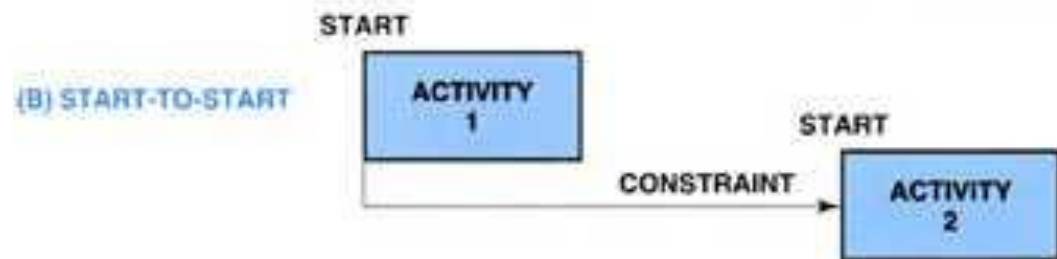 START
(B) START-TO-START
ACTIVITY
1
START
CONSTRAINT
ACTIVITY
2